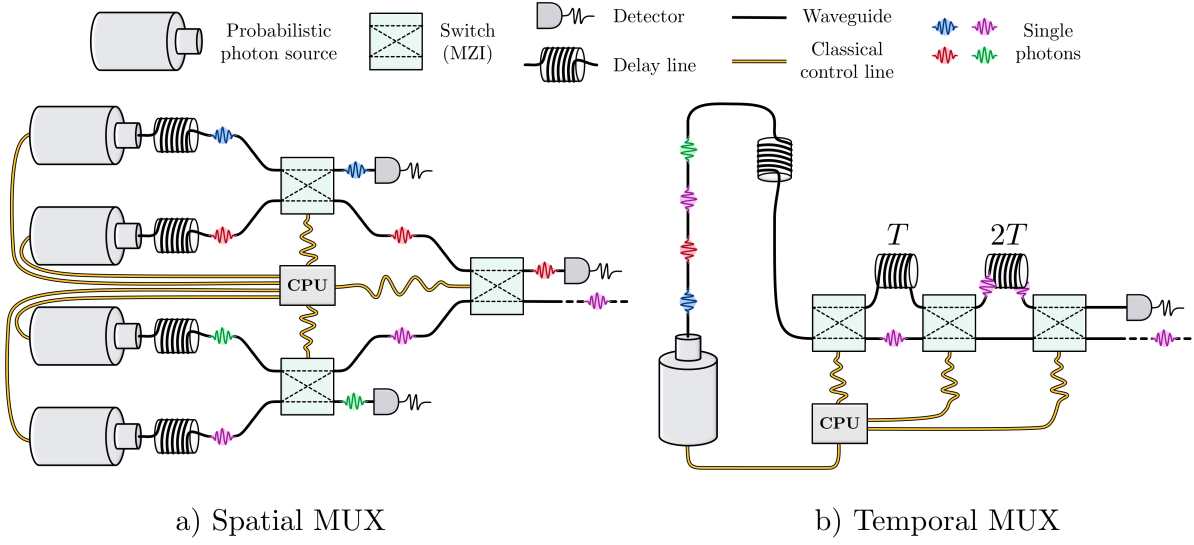 Probabilistic
photon source
Switch
(MZI)
Detector
Delay line
Waveguide
Classical
control line
Single
photons
CPU
T
2T
CPU
a) Spatial MUX
b) Temporal MUX